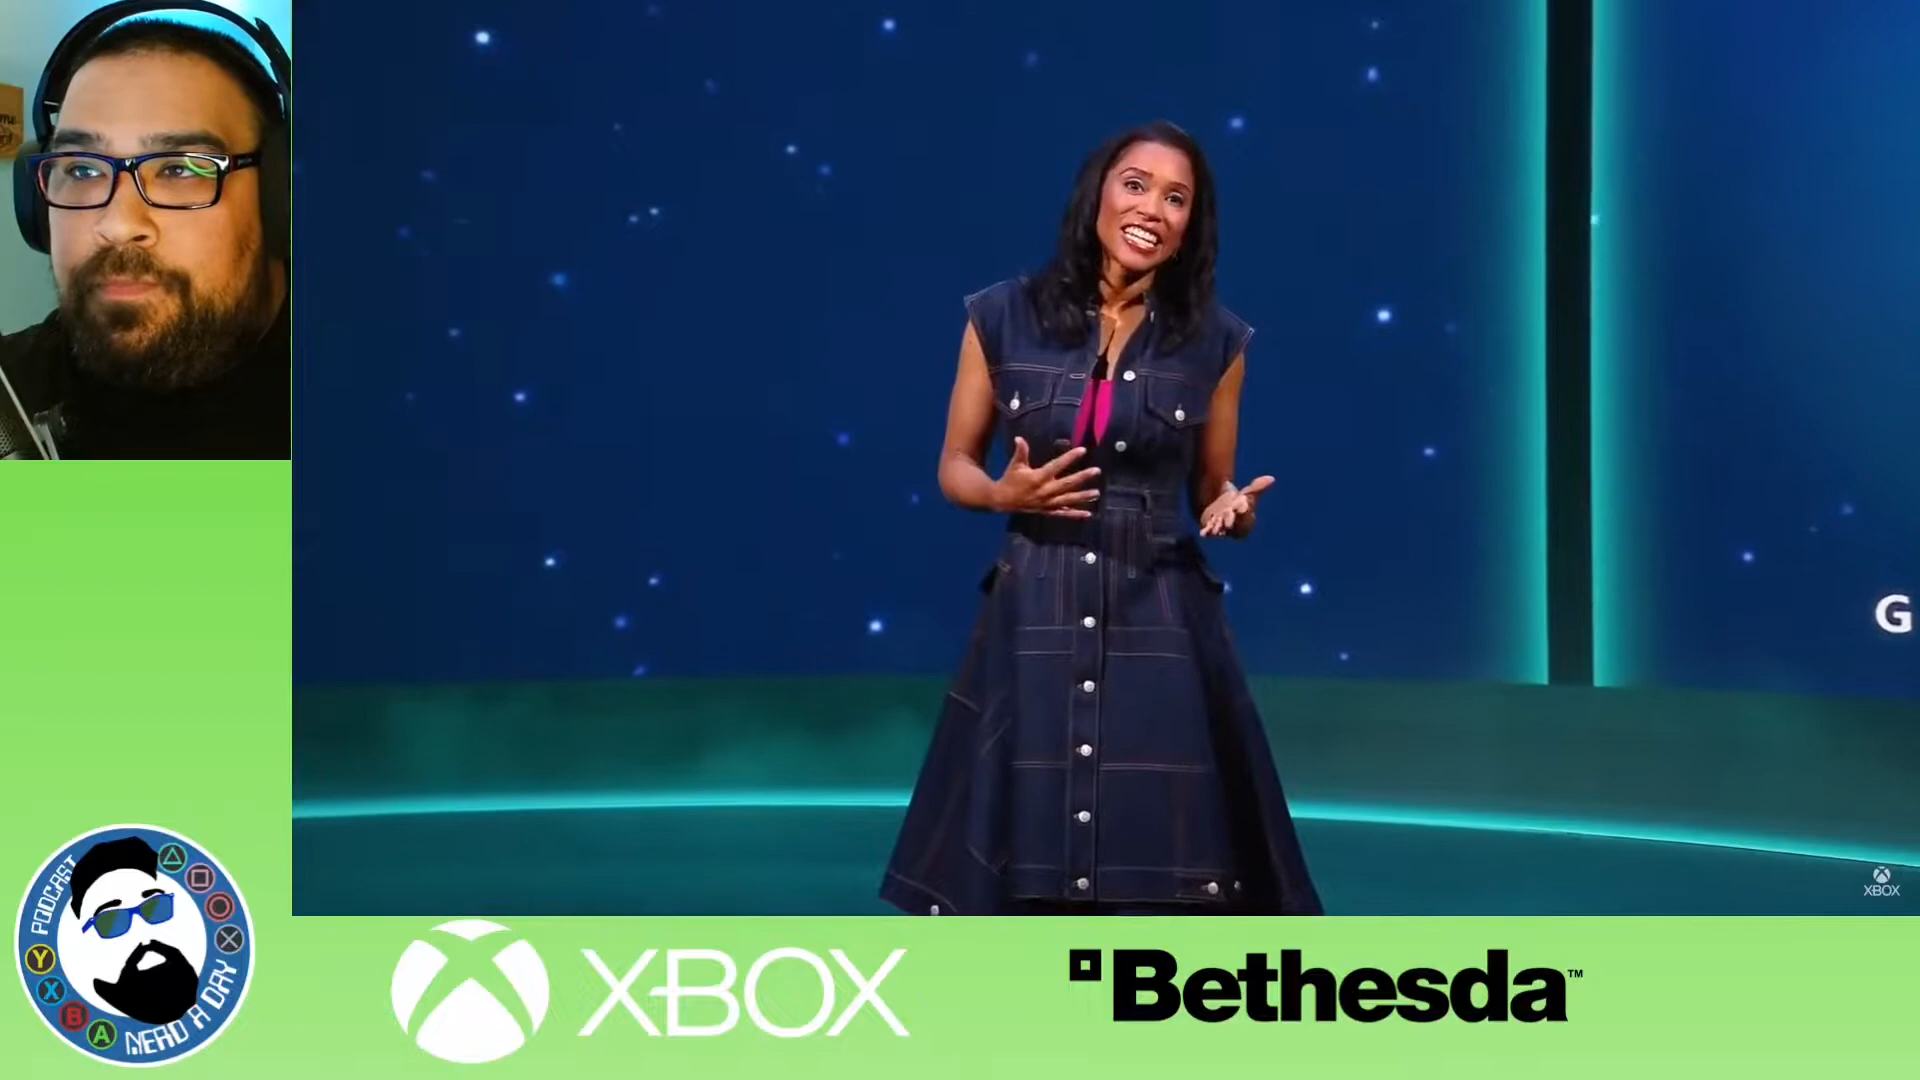 G
XBOX
PODCAST
NERD A DAY
Y
X
B
A
XBOX
Bethesda™